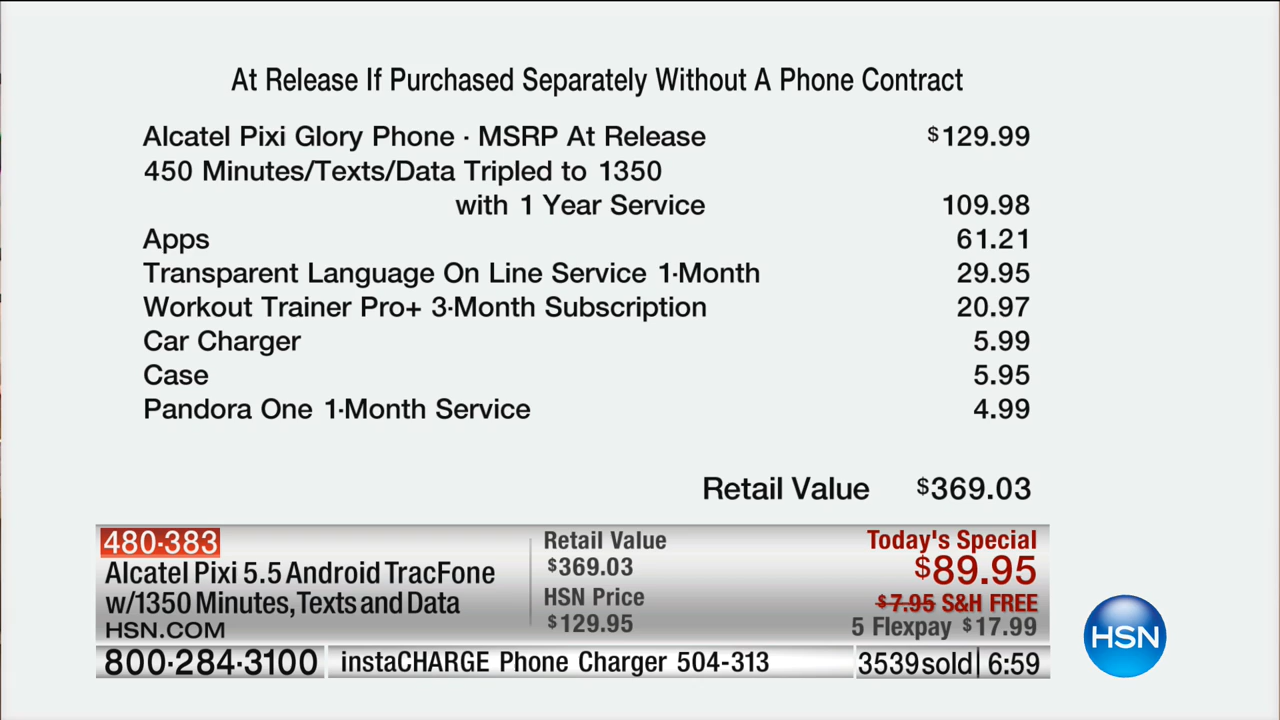 At Release If Purchased Separately Without A Phone Contract
Alcatel Pixi Glory Phone · MSRP At Release $129.99
450 Minutes/Texts/Data Tripled to 1350
with 1 Year Service 109.98
Apps 61.21
Transparent Language On Line Service 1·Month 29.95
Workout Trainer Pro+ 3·Month Subscription 20.97
Car Charger 5.99
Case 5.95
Pandora One 1·Month Service 4.99
Retail Value $369.03
480·383
Alcatel Pixi 5.5 Android TracFone
w/1350 Minutes, Texts and Data
HSN.COM
Retail Value
$369.03
HSN Price
$129.95
Today's Special
$89.95
$7.95 S&H FREE
5 Flexpay $17.99
HSN
800·284·3100 instaCHARGE Phone Charger 504-313 3539 sold 6:59